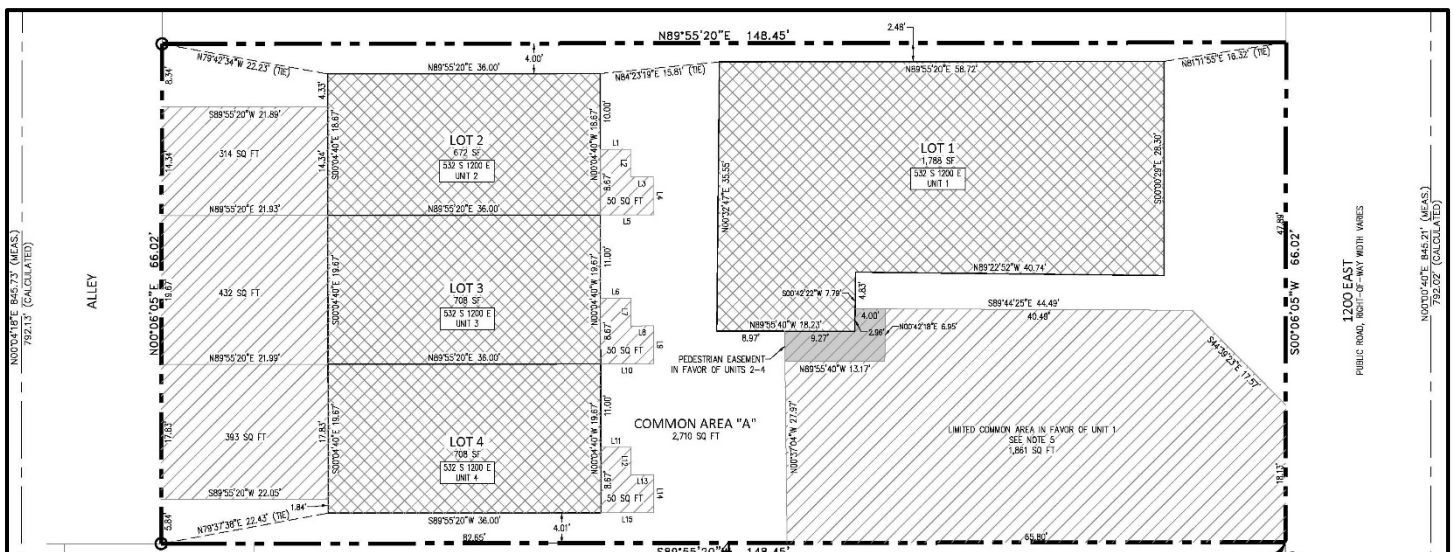 N89°55'20"E 148.45'
2.48'
N79°42'34"W 22.23' (TIE)
4.00'
N89°55'20"E 36.00'
N84°23'19"E 15.81' (TIE)
N89°55'20"E 58.72'
N81°11'55"E 16.32' (TIE)
8.34'
4.33'
S89°55'20"W 21.89'
314 SQ FT
14.34'
14.34'
S00°04'40"E 18.67'
LOT 2
672 SF
532 S 1200 E
UNIT 2
N00°04'40"W 18.67'
10.00'
L1
L2
L3
L4
8.67'
50 SQ FT
L5
N89°55'20"E 21.93'
N89°55'20"E 36.00'
LOT 1
1,788 SF
532 S 1200 E
UNIT 1
N00°32'47"E 35.55'
S00°00'29"E 28.30'
N89°22'52"W 40.74'
47.89'
N00°04'18"E 845.73' (MEAS.)
792.13' (CALCULATED)
ALLEY
N00°06'05"E 66.02'
19.67'
432 SQ FT
S00°04'40"E 19.67'
LOT 3
708 SF
532 S 1200 E
UNIT 3
N00°04'40"W 19.67'
11.00'
L6
L7
L8
L9
8.67'
50 SQ FT
L10
N89°55'20"E 21.99'
N89°55'20"E 36.00'
S00°42'22"W 7.79'
4.83'
4.00'
S89°44'25"E 44.49'
40.48'
N89°55'40"W 18.23'
2.96'
N00°42'18"E 6.95'
8.97'
9.27'
PEDESTRIAN EASEMENT
IN FAVOR OF UNITS 2-4
N89°55'40"W 13.17'
S44°39'23"E 17.57'
S00°06'05"W 66.02'
1200 EAST
PUBLIC ROAD, RIGHT-OF-WAY WIDTH VARIES
N00°00'40"E 845.21' (MEAS.)
792.02' (CALCULATED)
17.83'
393 SQ FT
17.83'
S00°04'40"E 19.67'
LOT 4
708 SF
532 S 1200 E
UNIT 4
N00°04'40"W 19.67'
11.00'
L11
L12
L13
L14
8.67'
50 SQ FT
L15
COMMON AREA "A"
2,710 SQ FT
N00°37'04"W 27.97'
LIMITED COMMON AREA IN FAVOR OF UNIT 1
SEE NOTE 5
1,861 SQ FT
18.13'
S89°55'20"W 22.05'
1.84'
5.84'
N79°37'38"E 22.43' (TIE)
S89°55'20"W 36.00'
82.65'
4.01'
65.80'
S89°55'20"W 148.45'